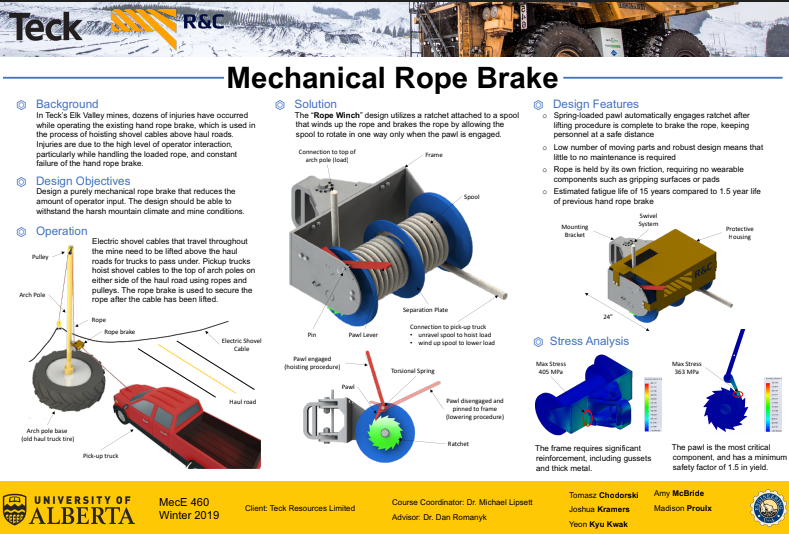 Teck
R&C
Mechanical Rope Brake
Background
In Teck's Elk Valley mines, dozens of injuries have occurred
while operating the existing hand rope brake, which is used in
the process of hoisting shovel cables above haul roads.
Injuries are due to the high level of operator interaction,
particularly while handling the loaded rope, and constant
failure of the hand rope brake.
Design Objectives
Design a purely mechanical rope brake that reduces the
amount of operator input. The design should be able to
withstand the harsh mountain climate and mine conditions.
Operation
Electric shovel cables that travel throughout
the mine need to be lifted above the haul
roads for trucks to pass under. Pickup trucks
hoist shovel cables to the top of arch poles on
either side of the haul road using ropes and
pulleys. The rope brake is used to secure the
rope after the cable has been lifted.
Pulley
Arch Pole
Rope
Rope brake
Electric Shovel
Cable
Haul road
Arch pole base
(old haul truck tire)
Pick-up truck
Solution
The "Rope Winch" design utilizes a ratchet attached to a spool
that winds up the rope and brakes the rope by allowing the
spool to rotate in one way only when the pawl is engaged.
Connection to top of
arch pole (load)
Frame
Spool
Separation Plate
Pin
Pawl Lever
Connection to pick-up truck
• unravel spool to hoist load
• wind up spool to lower load
Pawl engaged
(hoisting procedure)
Torsional Spring
Pawl
Pawl disengaged and
pinned to frame
(lowering procedure)
Ratchet
Design Features
Spring-loaded pawl automatically engages ratchet after
lifting procedure is complete to brake the rope, keeping
personnel at a safe distance
Low number of moving parts and robust design means that
little to no maintenance is required
Rope is held by its own friction, requiring no wearable
components such as gripping surfaces or pads
Estimated fatigue life of 15 years compared to 1.5 year life
of previous hand rope brake
Swivel
System
Mounting
Bracket
Protective
Housing
R&C
24"
Stress Analysis
Max Stress
405 MPa
Max Stress
363 MPa
The frame requires significant
reinforcement, including gussets
and thick metal.
The pawl is the most critical
component, and has a minimum
safety factor of 1.5 in yield.
UNIVERSITY OF
ALBERTA
MecE 460
Winter 2019
Client: Teck Resources Limited
Course Coordinator: Dr. Michael Lipsett
Advisor: Dr. Dan Romanyk
Tomasz Chodorski
Joshua Kramers
Yeon Kyu Kwak
Amy McBride
Madison Proulx